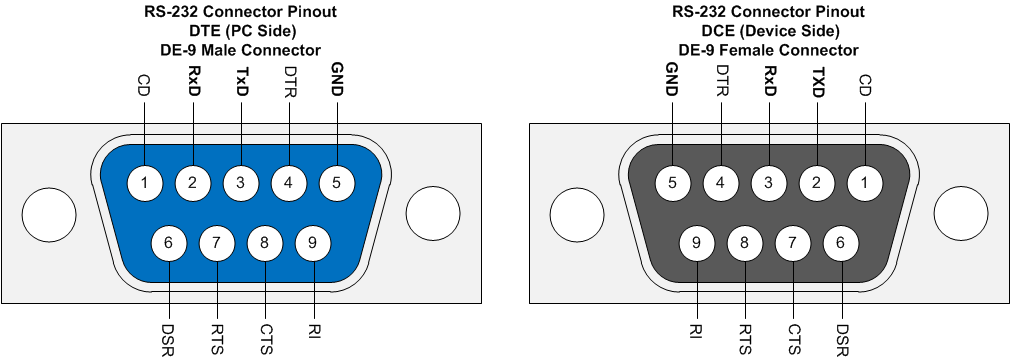 RS-232 Connector Pinout
DTE (PC Side)
DE-9 Male Connector
CD RxD TxD DTR GND
1 2 3 4 5
6 7 8 9
DSR RTS CTS RI
RS-232 Connector Pinout
DCE (Device Side)
DE-9 Female Connector
GND DTR RxD TXD CD
5 4 3 2 1
9 8 7 6
RI RTS CTS DSR